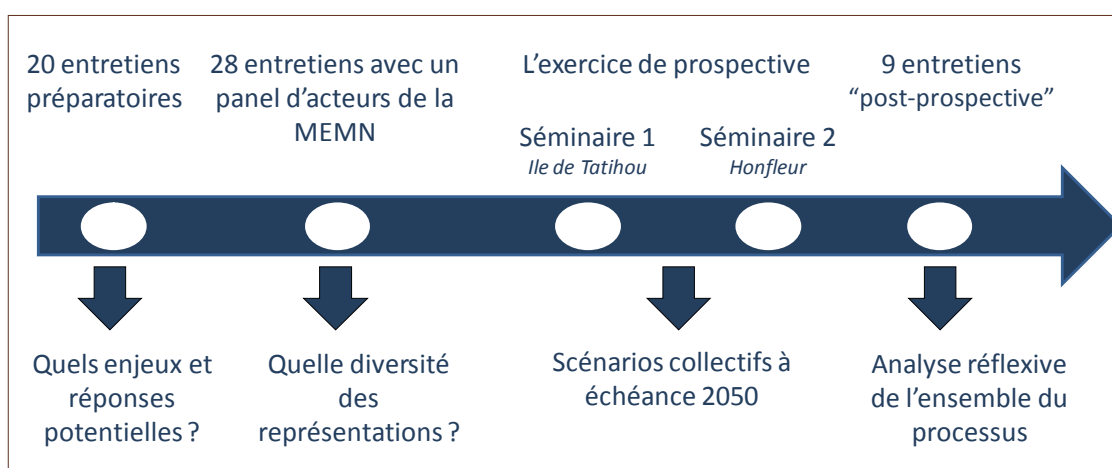 20 entretiens
préparatoires
28 entretiens avec un
panel d'acteurs de la
MEMN
L'exercice de prospective
Séminaire 1
Ile de Tatihou
Séminaire 2
Honfleur
9 entretiens
“post-prospective”
Quels enjeux et
réponses
potentielles ?
Quelle diversité
des
représentations ?
Scénarios collectifs à
échéance 2050
Analyse réflexive
de l'ensemble du
processus